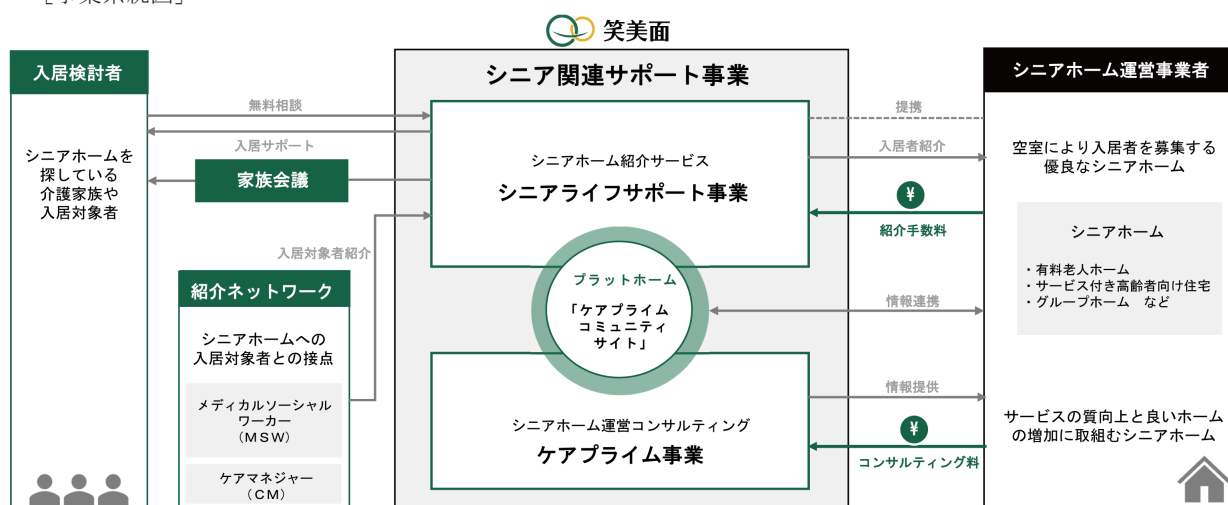 [事業系統図]
笑美面
入居検討者
シニアホームを
探している
介護家族や
入居対象者
無料相談
入居サポート
家族会議
入居対象者紹介
紹介ネットワーク
シニアホームへの
入居対象者との接点
メディカルソーシャル
ワーカー
(MSW)
ケアマネジャー
(CM)
シニア関連サポート事業
シニアホーム紹介サービス
シニアライフサポート事業
プラットホーム
「ケアプライム
コミュニティ
サイト」
シニアホーム運営コンサルティング
ケアプライム事業
提携
入居者紹介
¥
紹介手数料
情報連携
情報提供
¥
コンサルティング料
シニアホーム運営事業者
空室により入居者を募集する
優良なシニアホーム
シニアホーム
・有料老人ホーム
・サービス付き高齢者向け住宅
・グループホーム など
サービスの質向上と良いホーム
の増加に取組むシニアホーム